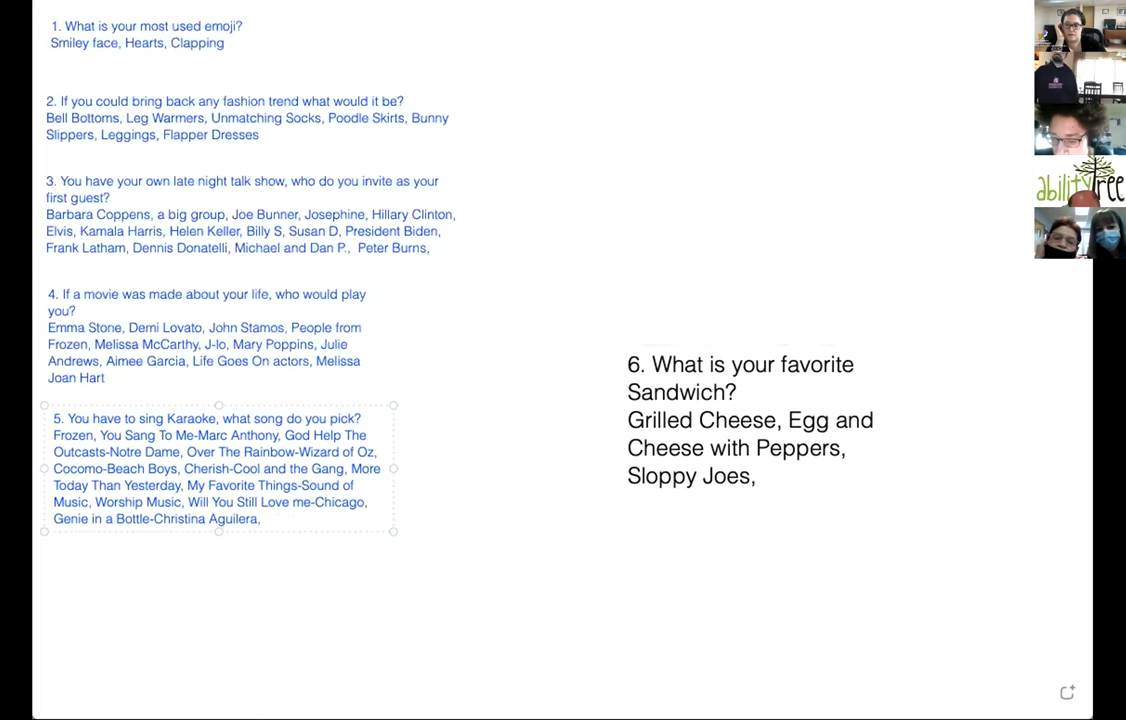 1. What is your most used emoji?
Smiley face, Hearts, Clapping
2. If you could bring back any fashion trend what would it be?
Bell Bottoms, Leg Warmers, Unmatching Socks, Poodle Skirts, Bunny
Slippers, Leggings, Flapper Dresses
3. You have your own late night talk show, who do you invite as your
first guest?
Barbara Coppens, a big group, Joe Bunner, Josephine, Hillary Clinton,
Elvis, Kamala Harris, Helen Keller, Billy S, Susan D, President Biden,
Frank Latham, Dennis Donatelli, Michael and Dan P., Peter Burns,
4. If a movie was made about your life, who would play
you?
Emma Stone, Demi Lovato, John Stamos, People from
Frozen, Melissa McCarthy, J-lo, Mary Poppins, Julie
Andrews, Aimee Garcia, Life Goes On actors, Melissa
Joan Hart
5. You have to sing Karaoke, what song do you pick?
Frozen, You Sang To Me-Marc Anthony, God Help The
Outcasts-Notre Dame, Over The Rainbow-Wizard of Oz,
Cocomo-Beach Boys, Cherish-Cool and the Gang, More
Today Than Yesterday, My Favorite Things-Sound of
Music, Worship Music, Will You Still Love me-Chicago,
Genie in a Bottle-Christina Aguilera,
6. What is your favorite
Sandwich?
Grilled Cheese, Egg and
Cheese with Peppers,
Sloppy Joes,
abilitytree